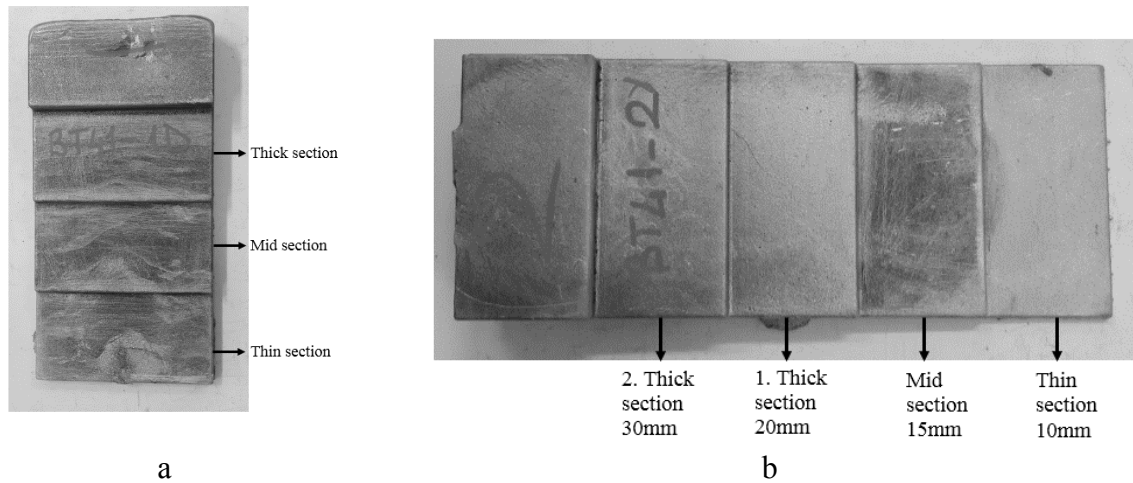 a
BT41-1D
Thick section
Mid section
Thin section
b
BT41-2)
2. Thick
section
30mm
1. Thick
section
20mm
Mid
section
15mm
Thin
section
10mm